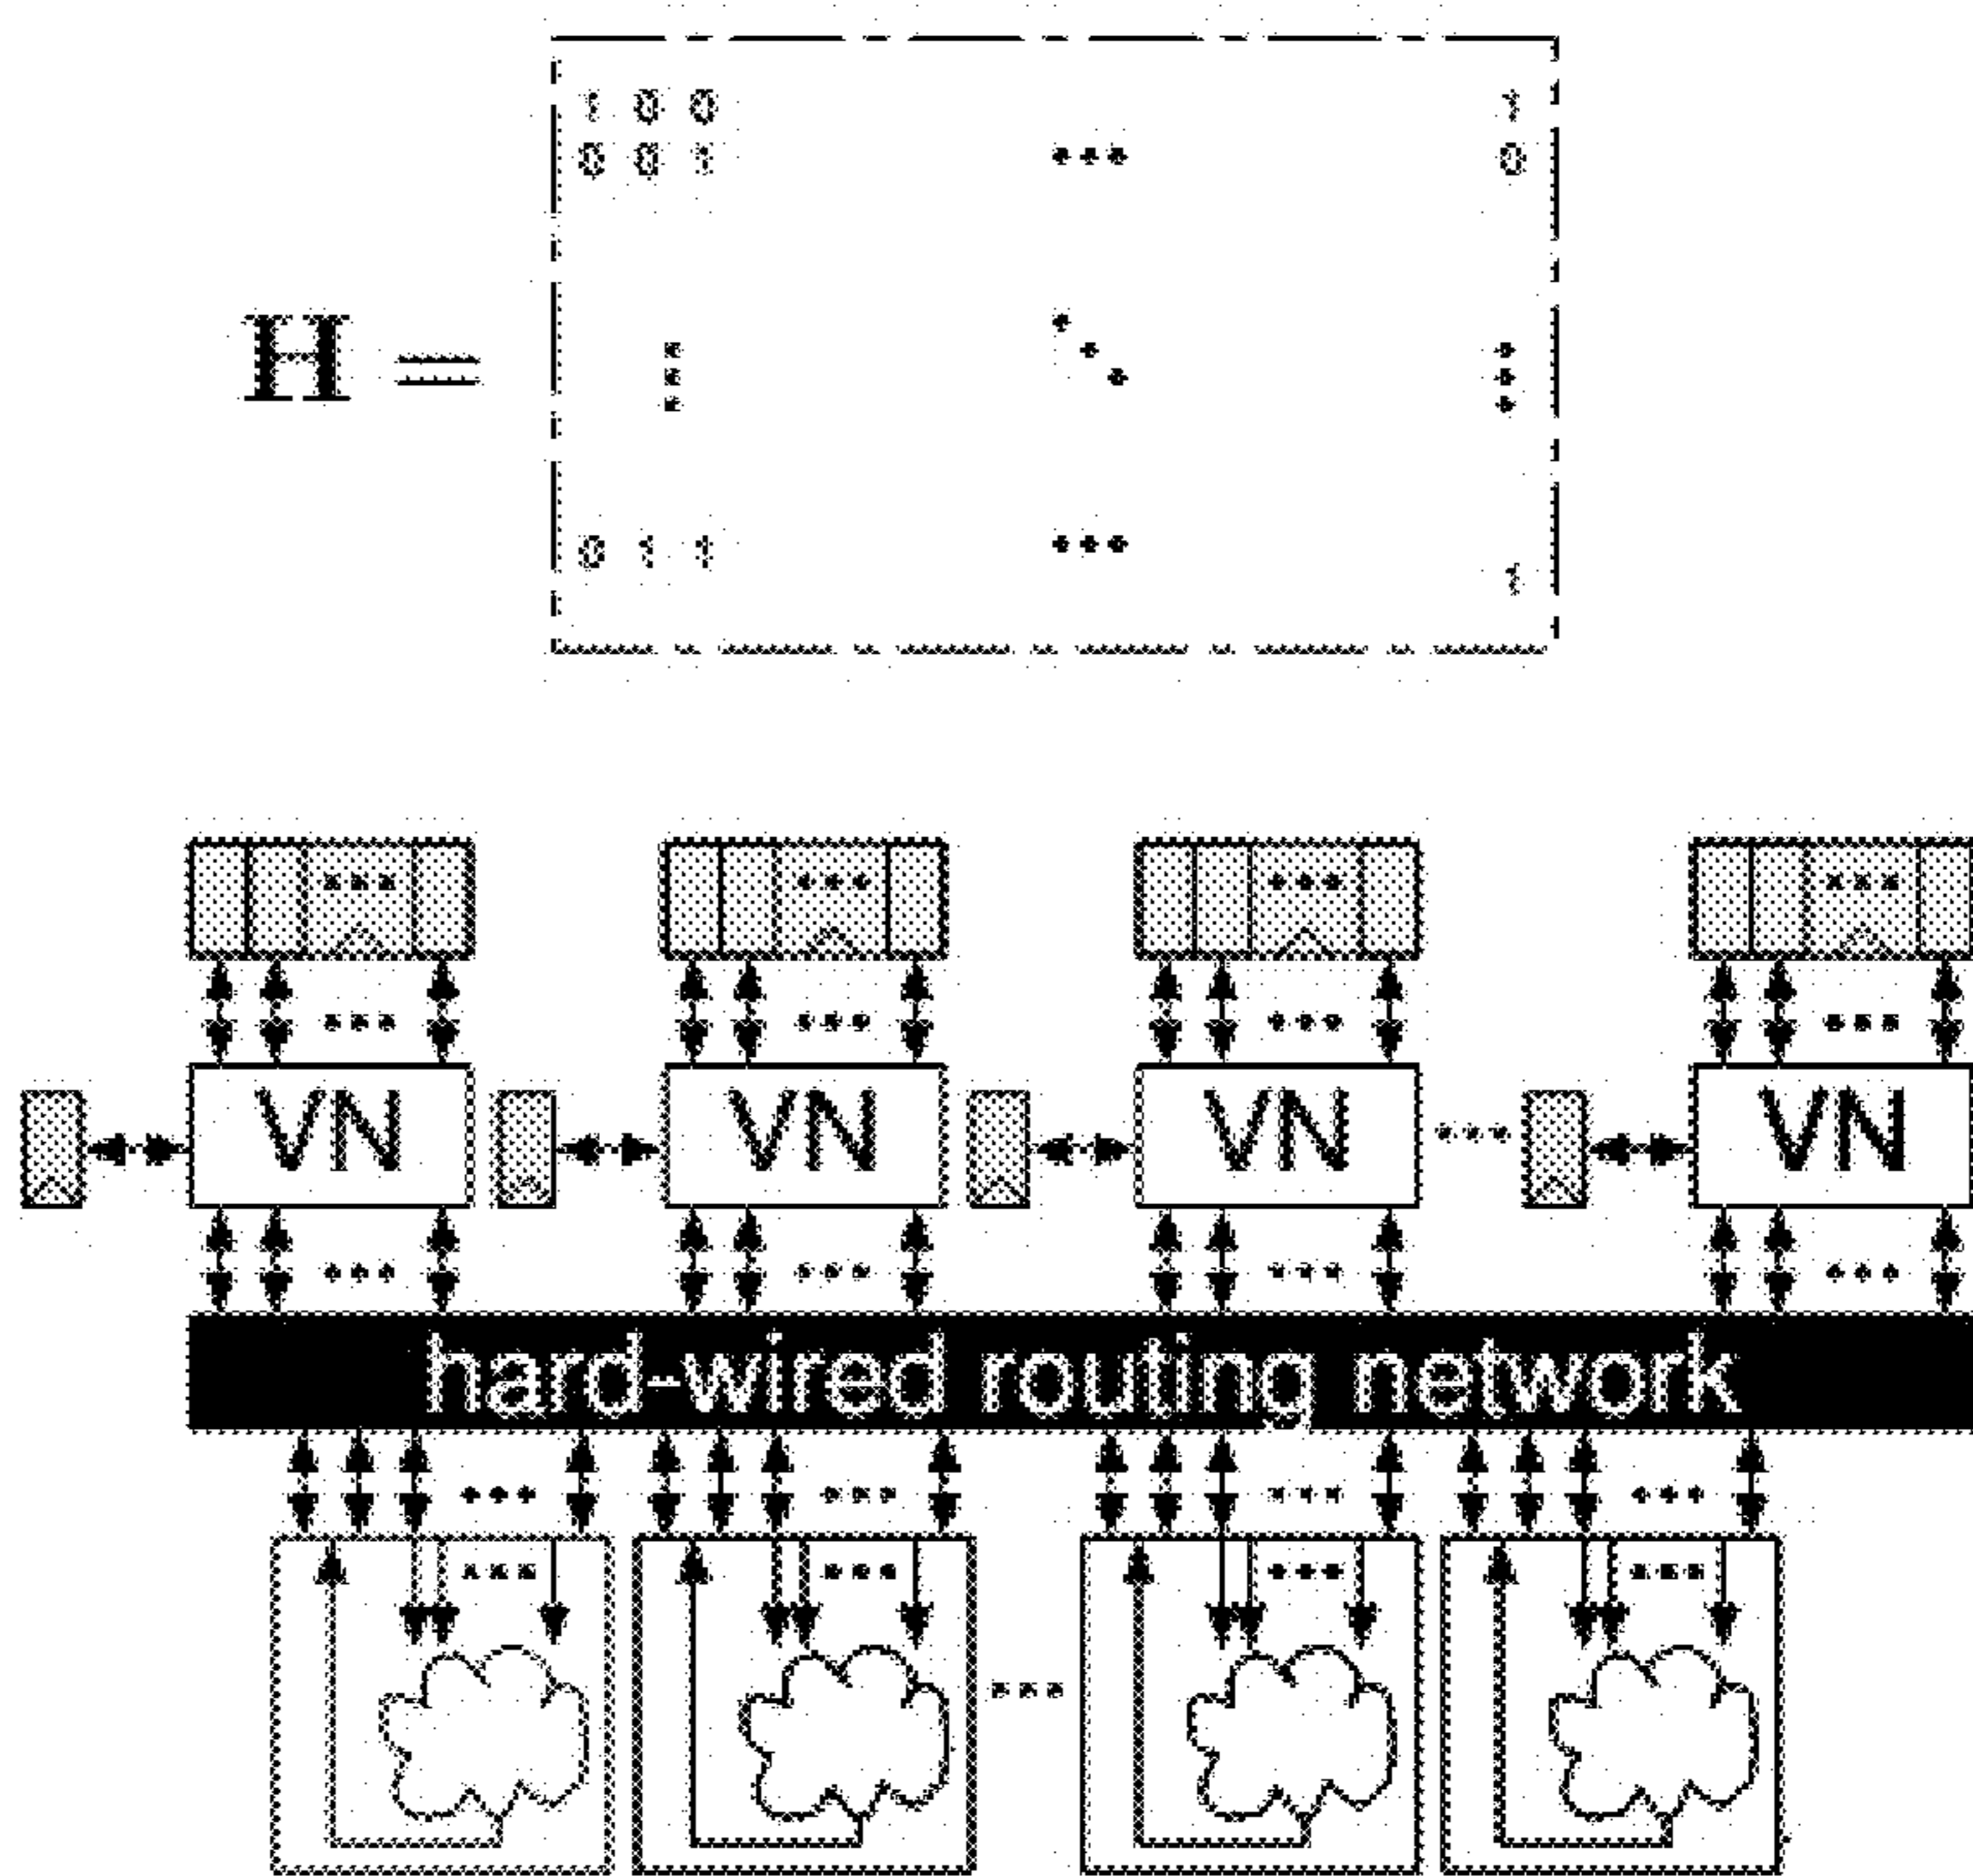 1 0 0 1
0 0 1 ... 0
H =
0 1 1 ... 1
VN VN VN ... VN
hard-wired routing network